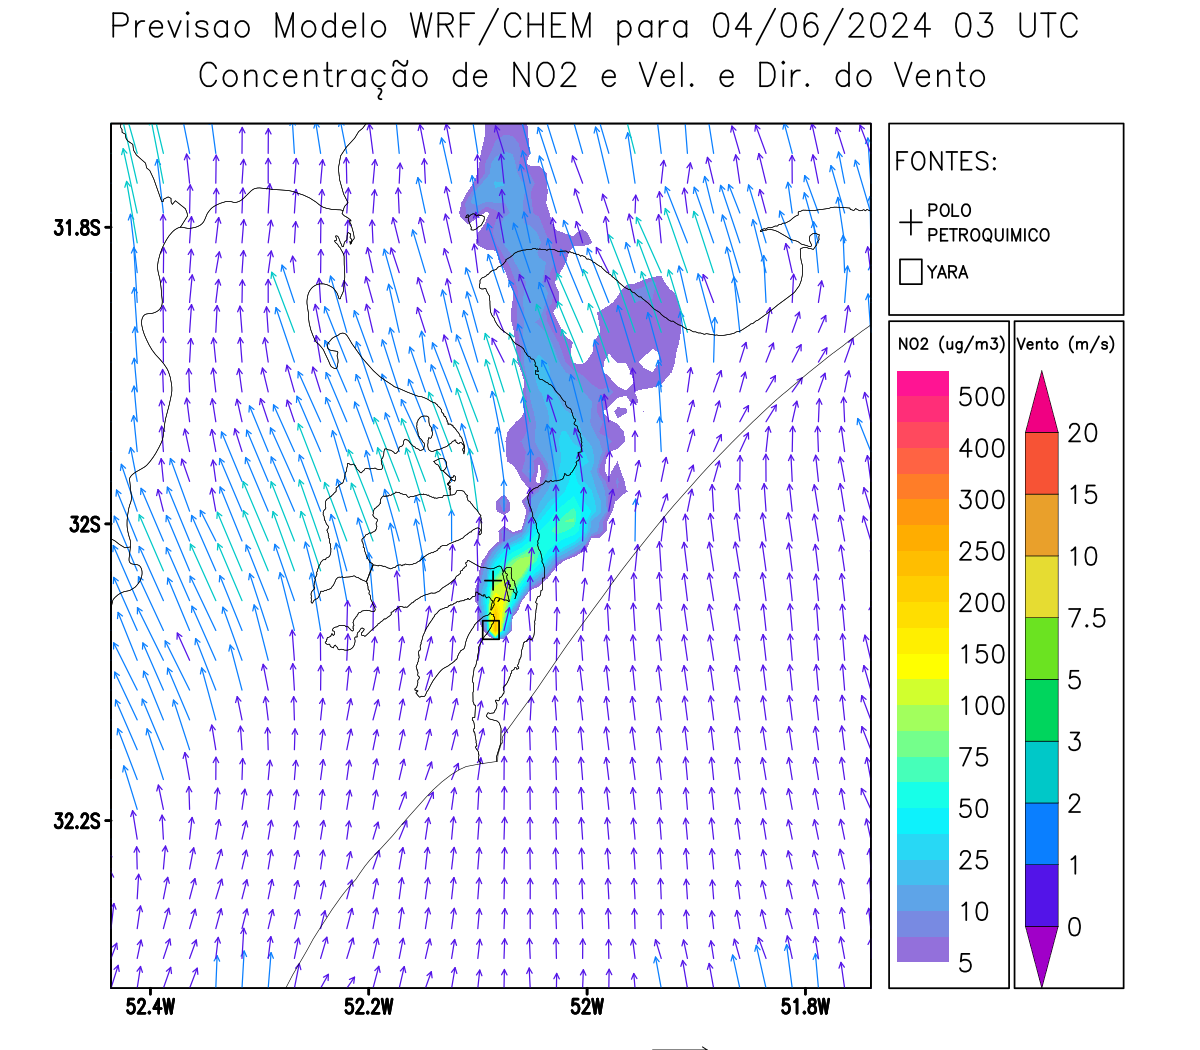 Previsao Modelo WRF/CHEM para 04/06/2024 03 UTC
Concentração de NO2 e Vel. e Dir. do Vento
FONTES:
POLO
PETROQUIMICO
YARA
NO2 (ug/m3)
500
400
300
250
200
150
100
75
50
25
10
5
Vento (m/s)
20
15
10
7.5
5
3
2
1
0
31.8S
32S
32.2S
52.4W
52.2W
52W
51.8W